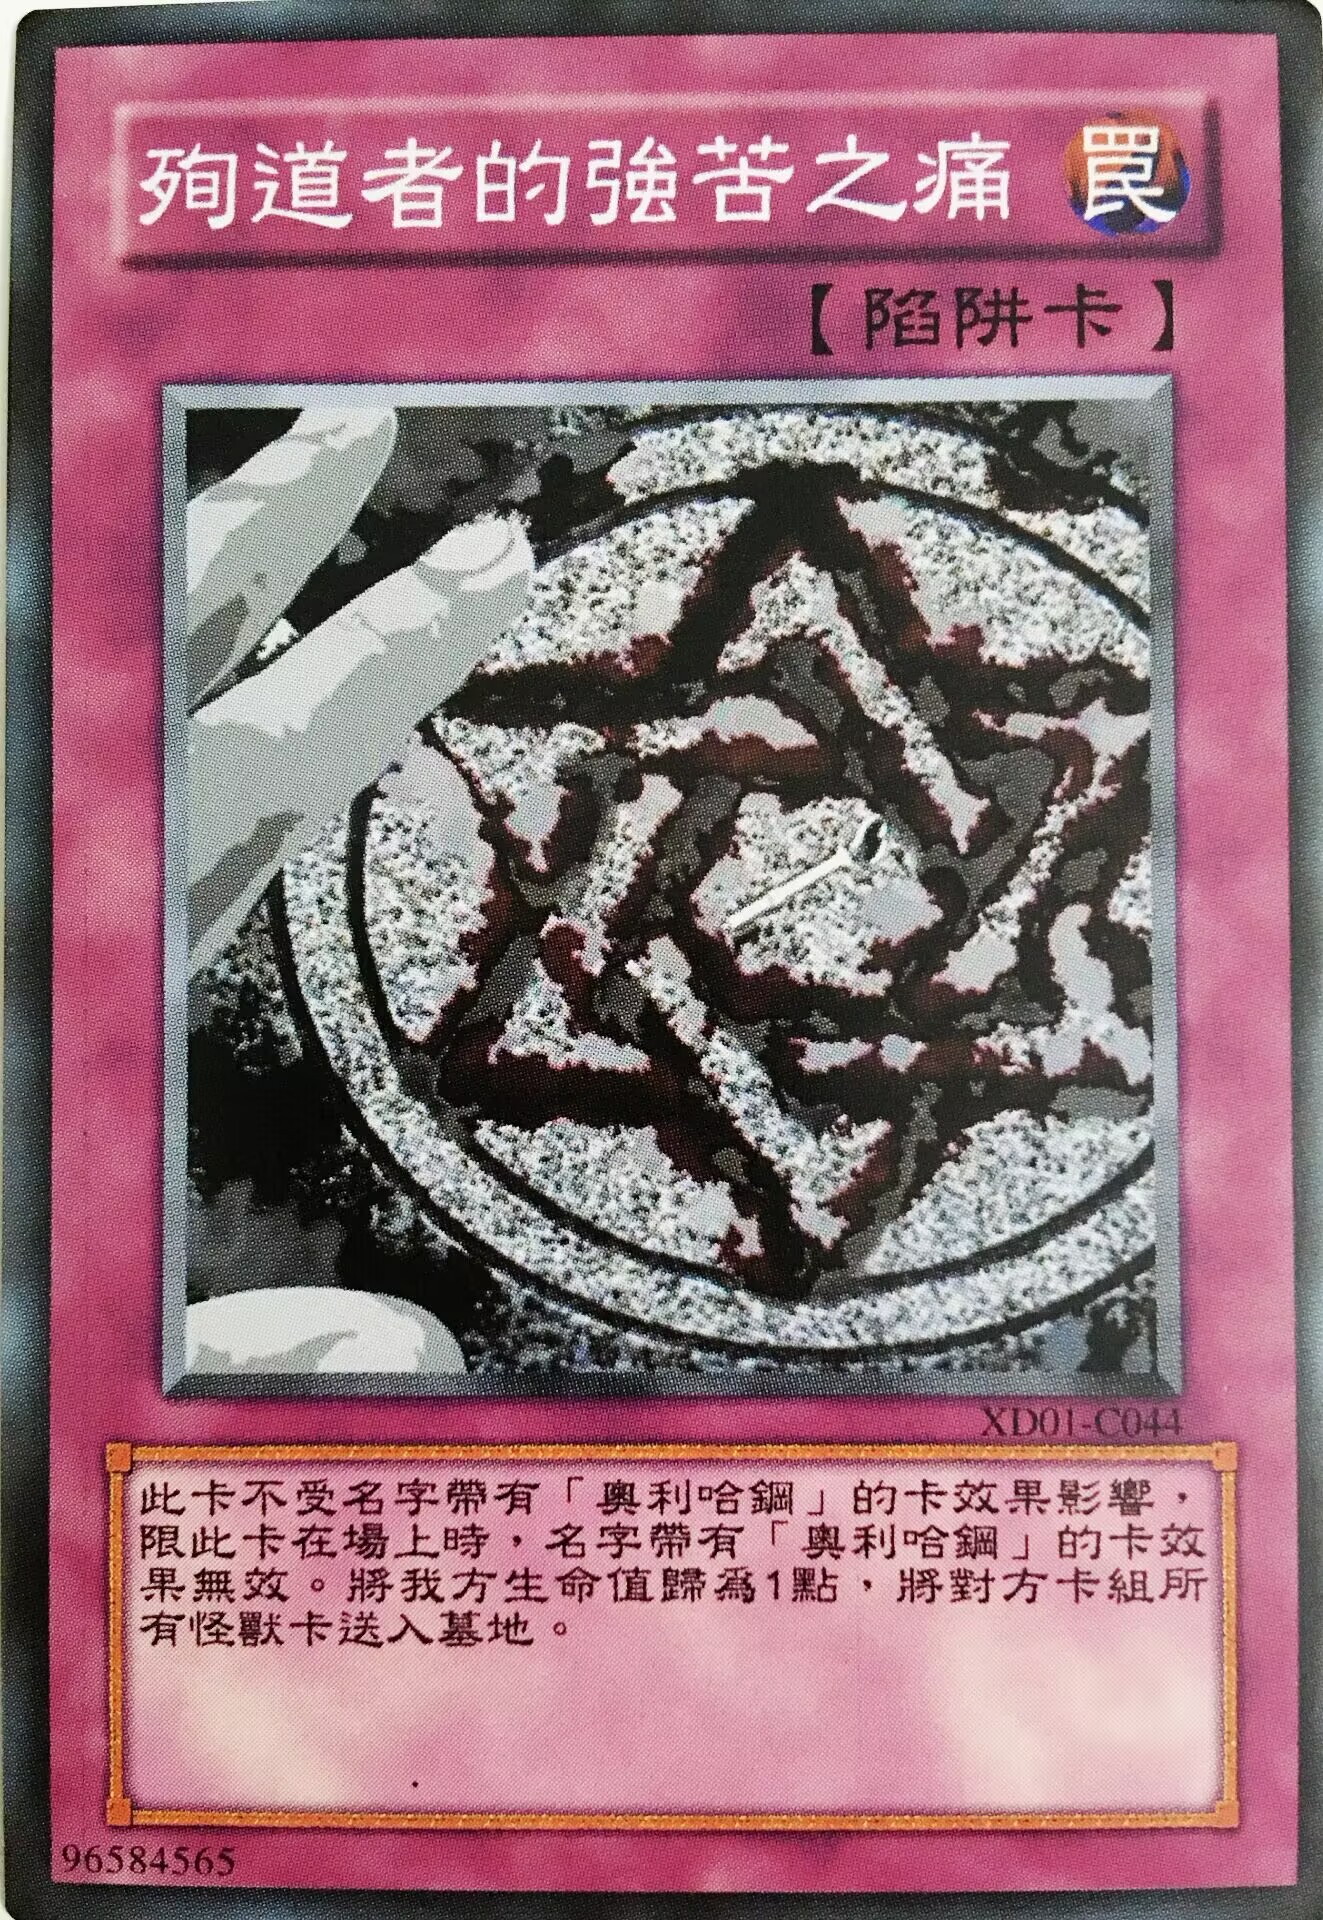 殉道者的強苦之痛 罠
【陷阱卡】
XD01-C044
此卡不受名字帶有「奧利哈鋼」的卡效果影響，
限此卡在場上時，名字帶有「奧利哈鋼」的卡效
果無效。將我方生命值歸為1點，將對方卡組所
有怪獸卡送入墓地。
96584565